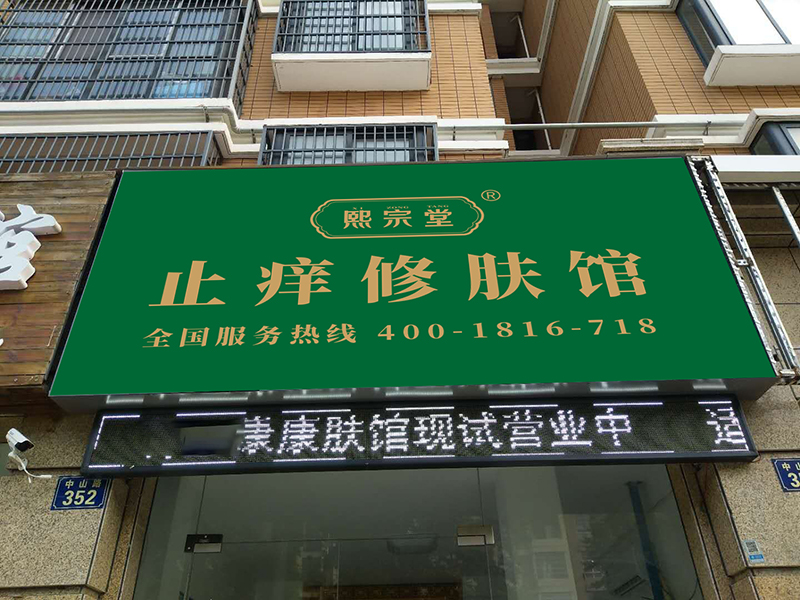 XI ZONG TANG
熙宗堂 ®
止痒修肤馆
全国服务热线 400-1816-718
康康肤馆现试营业中
中山路
352